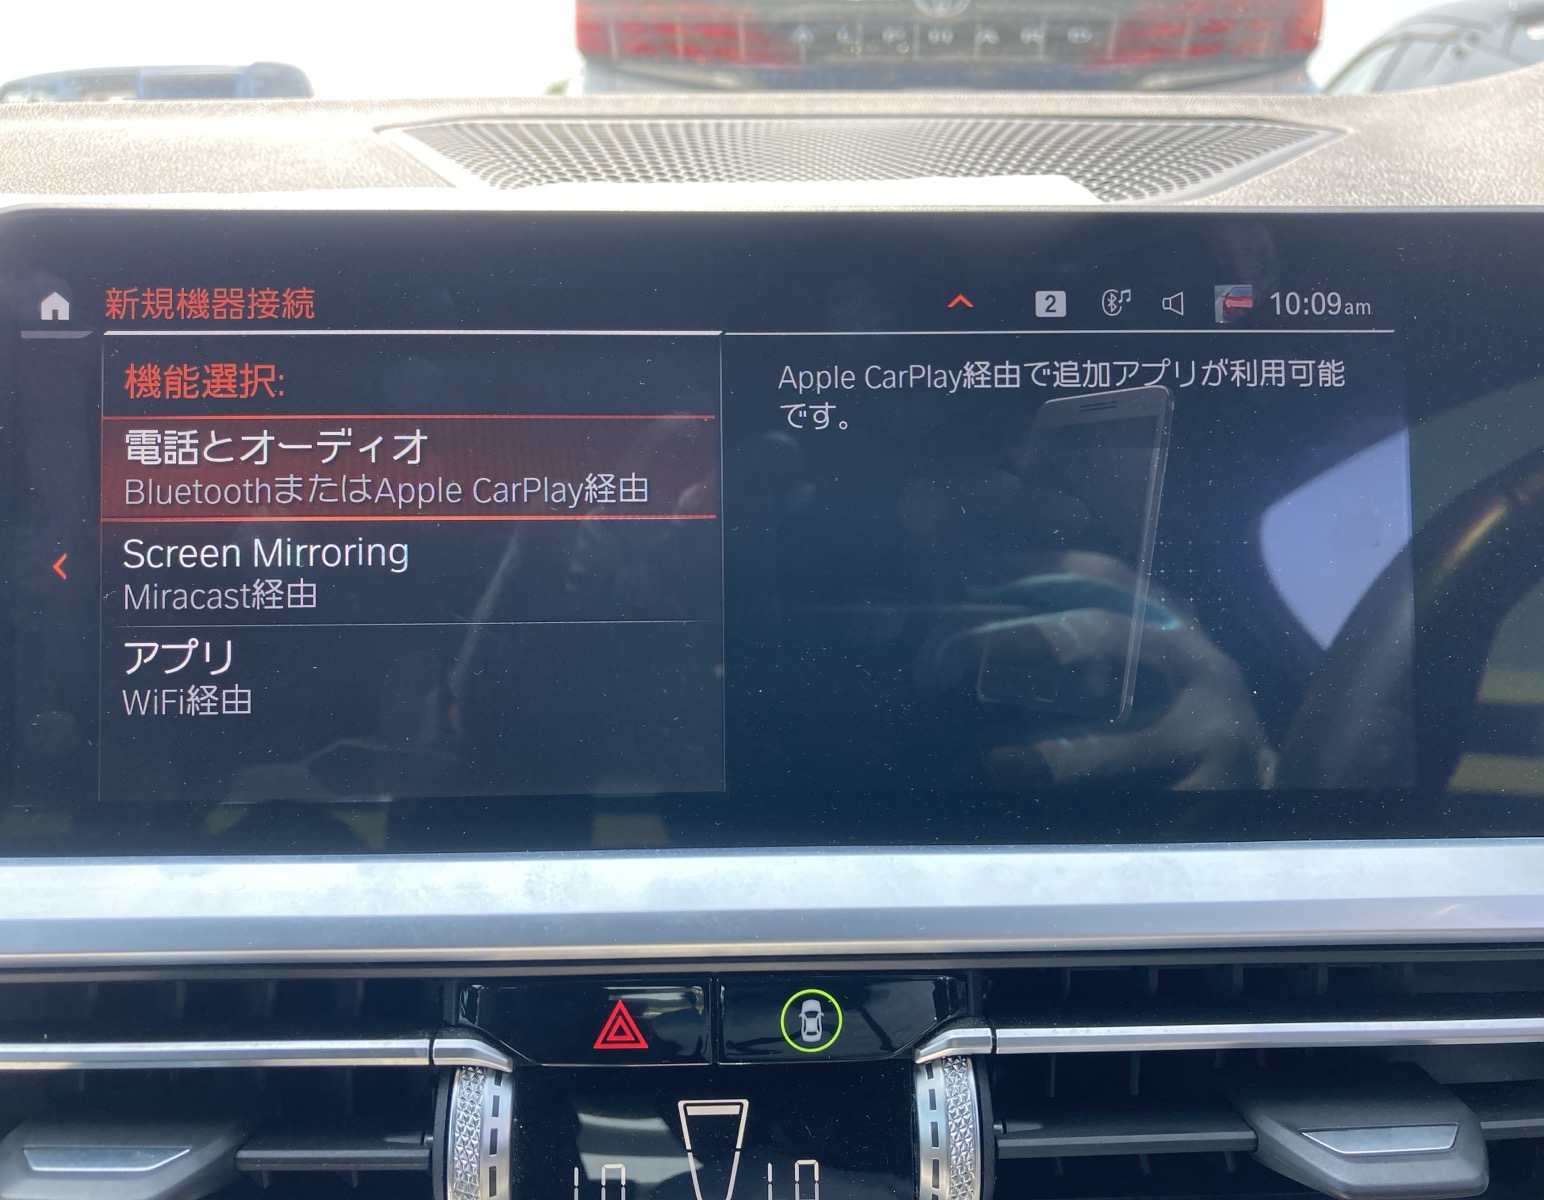 ALPHARD
新規機器接続
2
10:09am
機能選択:
電話とオーディオ
BluetoothまたはApple CarPlay経由
Screen Mirroring
Miracast経由
アプリ
WiFi経由
Apple CarPlay経由で追加アプリが利用可能
です。